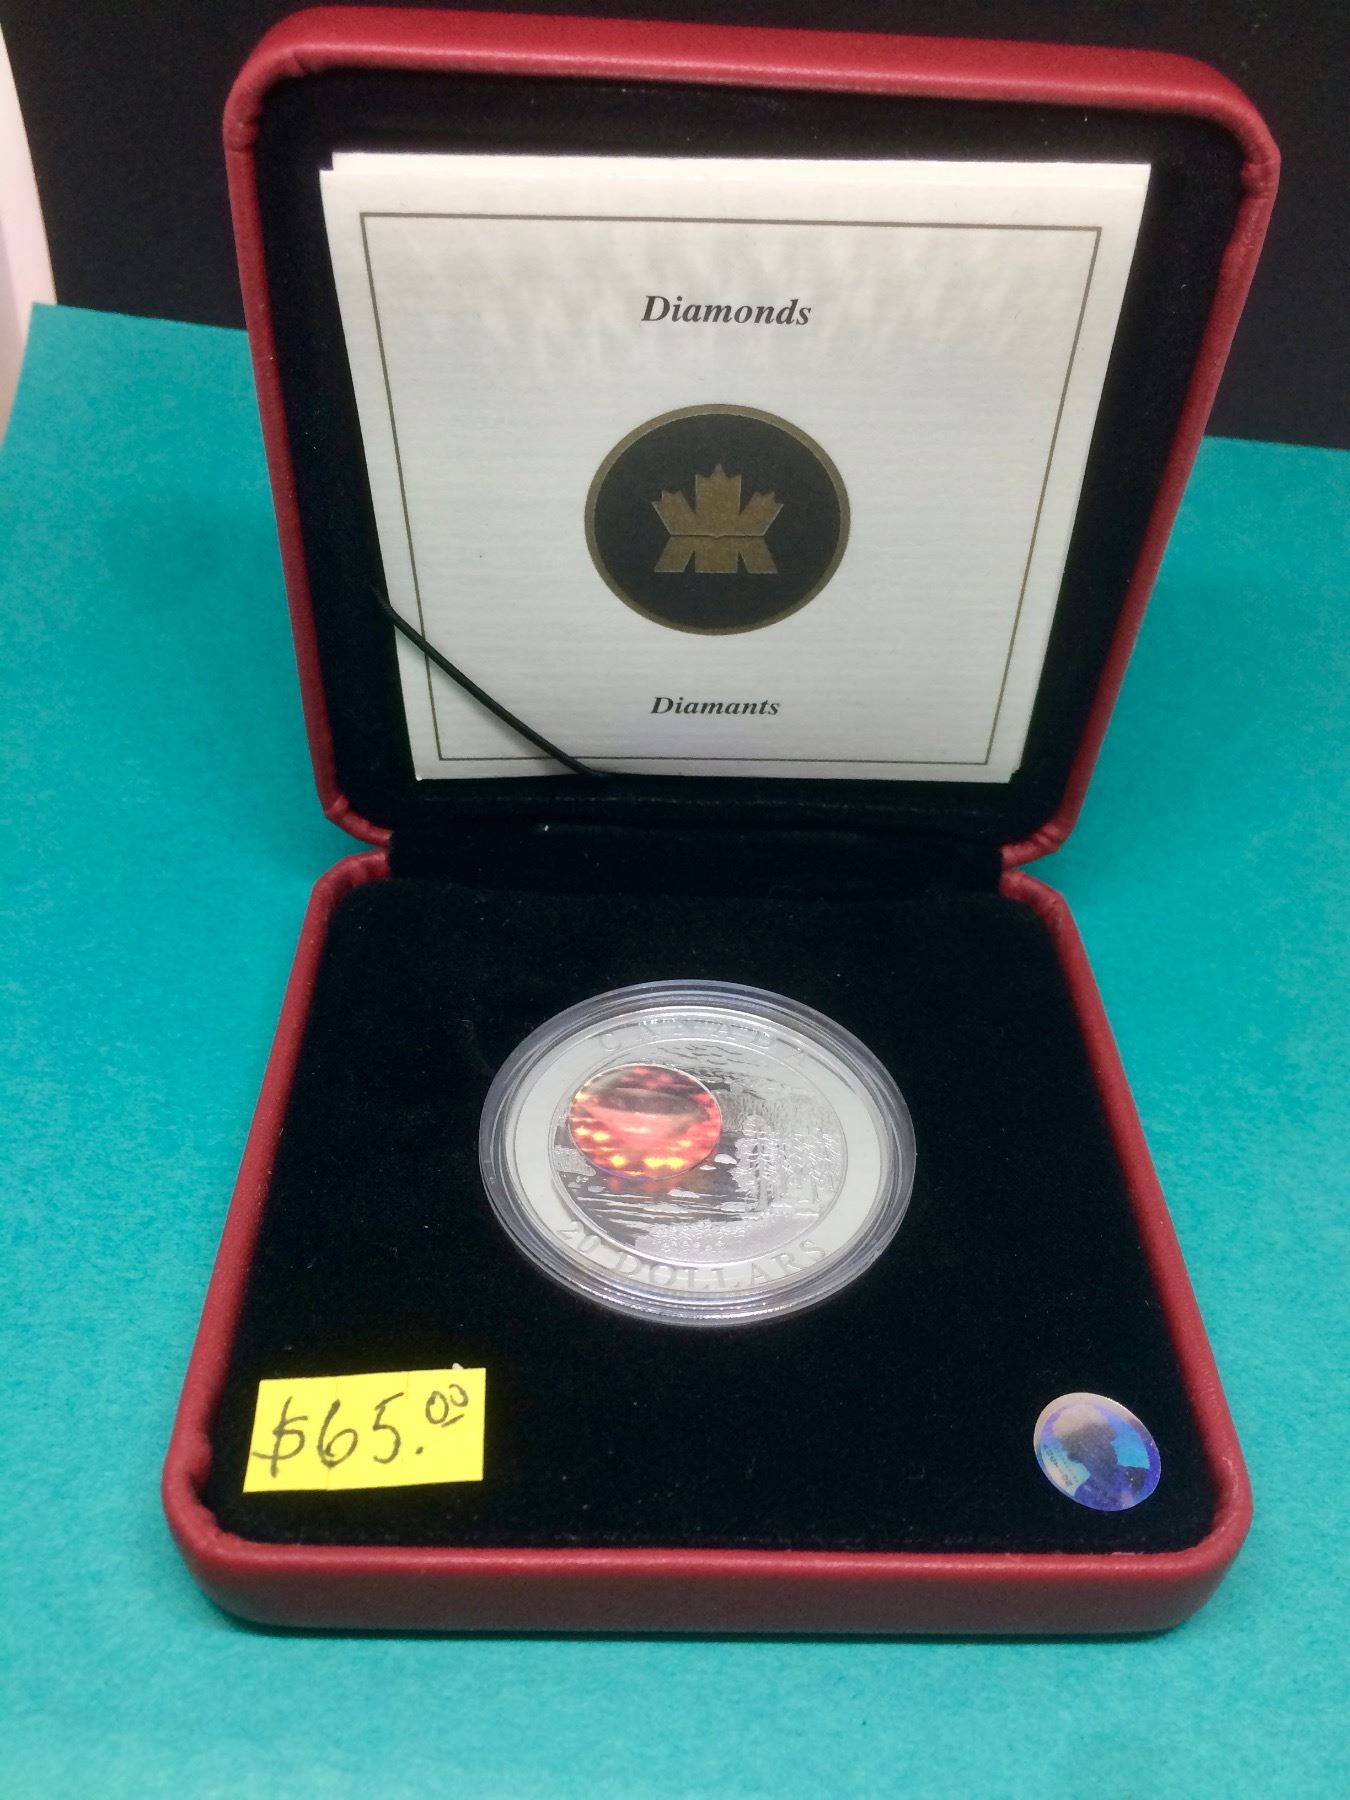 Diamonds
Diamants
CANADA
20 DOLLARS
$65.00